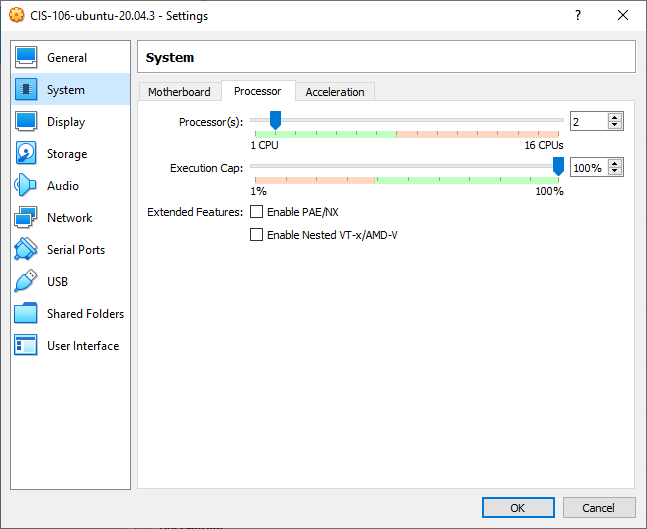 CIS-106-ubuntu-20.04.3 - Settings
?
General
System
Display
Storage
Audio
Network
Serial Ports
USB
Shared Folders
User Interface
System
Motherboard
Processor
Acceleration
Processor(s):
2
1 CPU
16 CPUs
Execution Cap:
100%
1%
100%
Extended Features:
Enable PAE/NX
Enable Nested VT-x/AMD-V
OK
Cancel